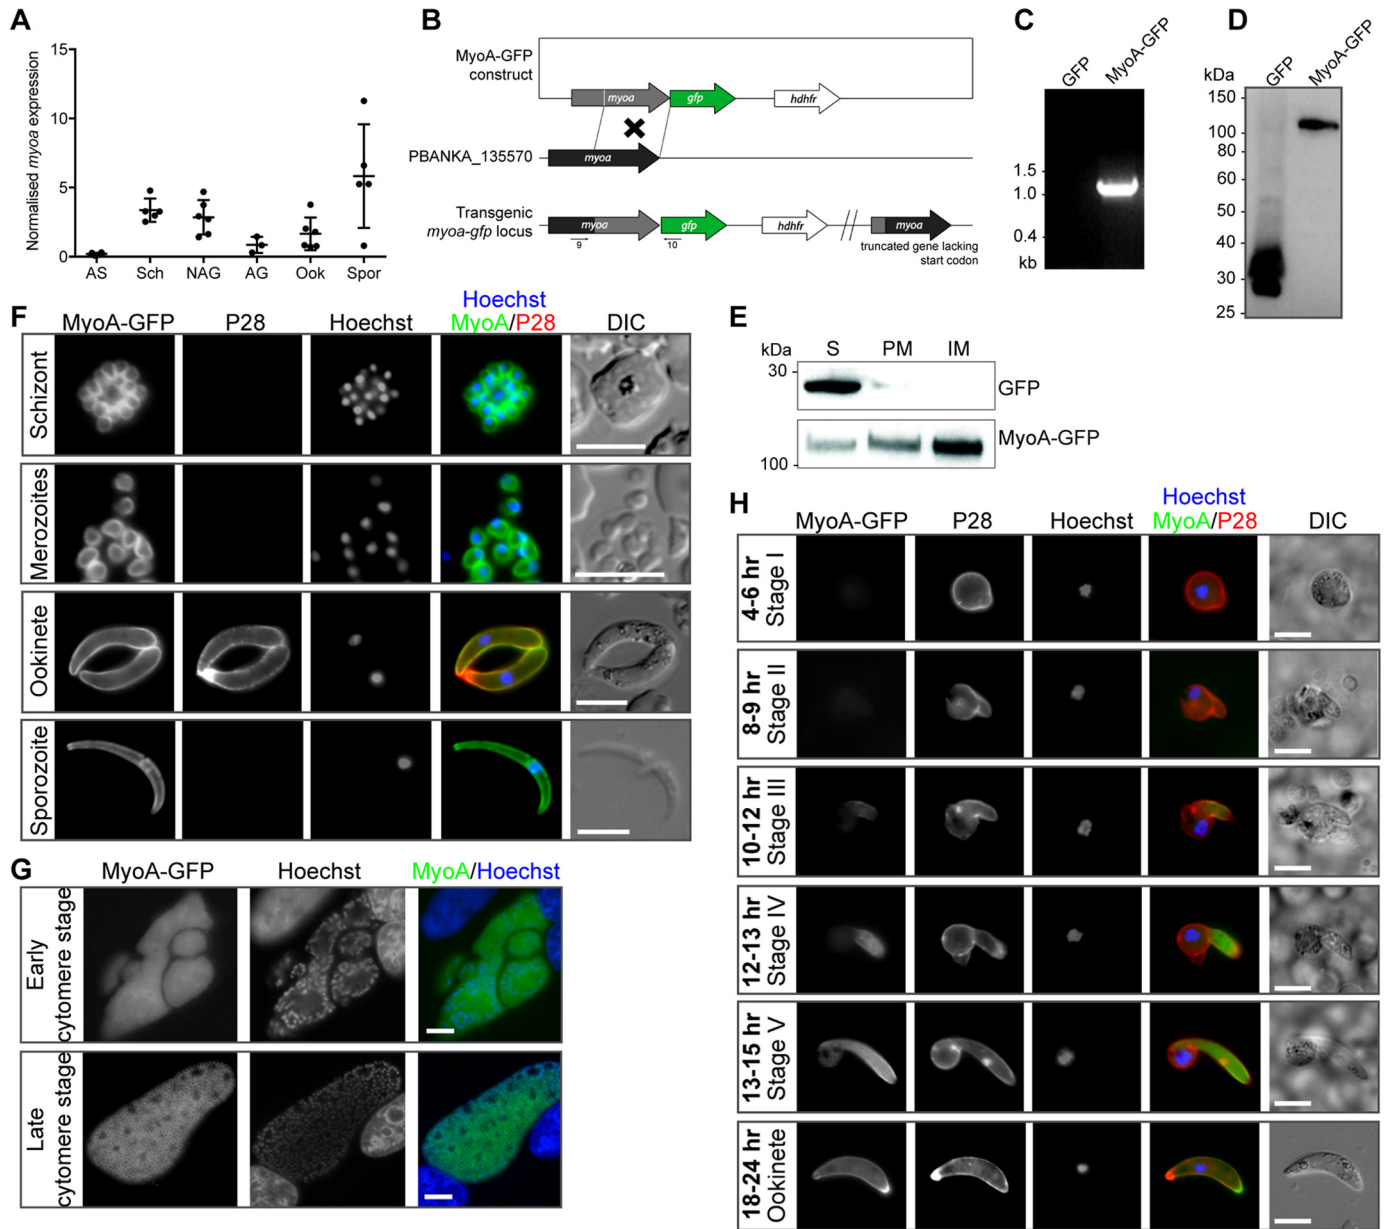 A
Normalised myoa expression
15
10
5
0
AS Sch NAG AG Ook Spor
B
MyoA-GFP
construct
myoa gfp hdhfr
PBANKA_135570
myoa
Transgenic
myoa-gfp locus
myoa gfp hdhfr myoa
9 10
truncated gene lacking
start codon
C
GFP MyoA-GFP
1.5
1.0
0.4
kb
D
GFP MyoA-GFP
kDa
150
100
80
60
50
40
30
25
E
kDa S PM IM
30
GFP
MyoA-GFP
100
F
Hoechst
MyoA-GFP P28 Hoechst MyoA/P28 DIC
Schizont
Merozoites
Ookinete
Sporozoite
G
MyoA-GFP Hoechst MyoA/Hoechst
Early
cytomere stage
Late
cytomere stage
H
Hoechst
MyoA-GFP P28 Hoechst MyoA/P28 DIC
4-6 hr
Stage I
8-9 hr
Stage II
10-12 hr
Stage III
12-13 hr
Stage IV
13-15 hr
Stage V
18-24 hr
Ookinete